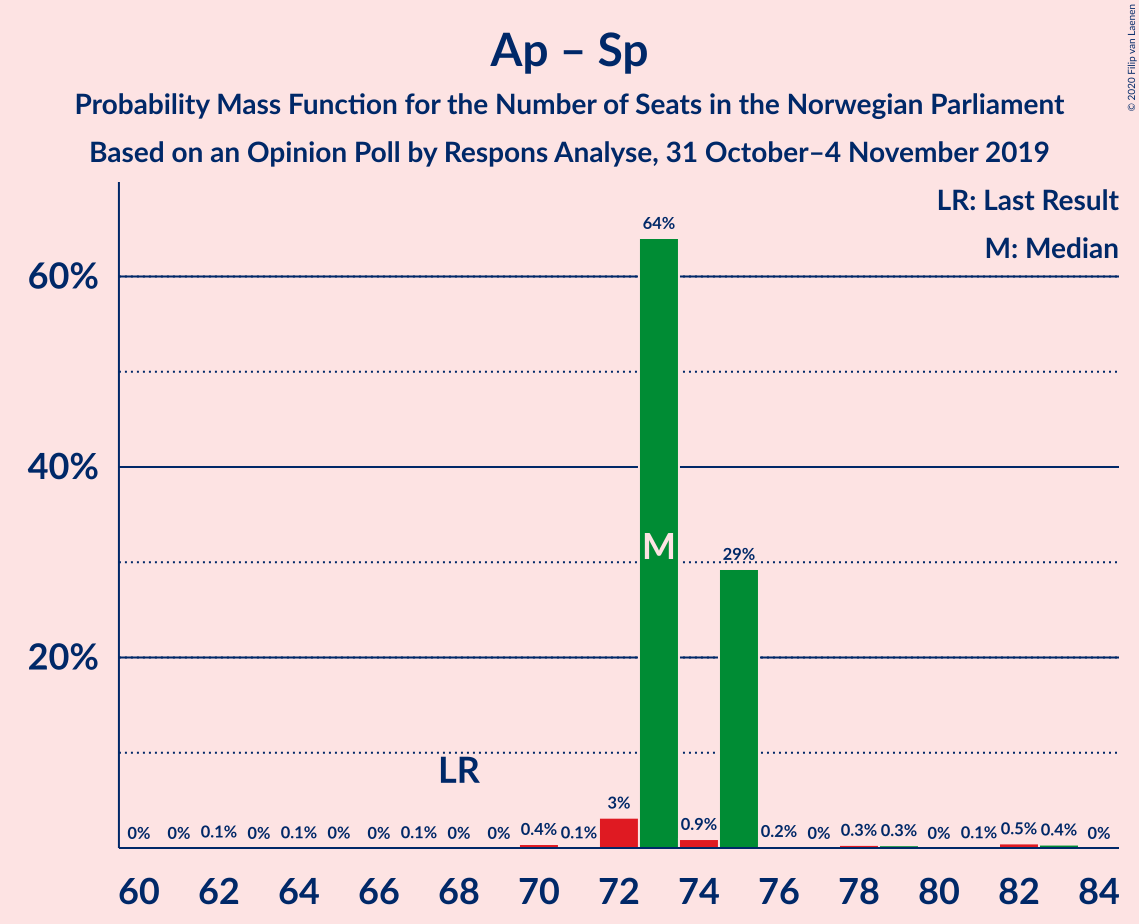 Ap – Sp
Probability Mass Function for the Number of Seats in the Norwegian Parliament
Based on an Opinion Poll by Respons Analyse, 31 October–4 November 2019
© 2020 Filip van Laenen
LR: Last Result
M: Median
60%
40%
20%
64%
M
29%
LR
3%
0% 0% 0.1% 0% 0.1% 0% 0% 0.1% 0% 0% 0.4% 0.1% 0.9% 0.2% 0% 0.3% 0.3% 0% 0.1% 0.5% 0.4% 0%
60 62 64 66 68 70 72 74 76 78 80 82 84